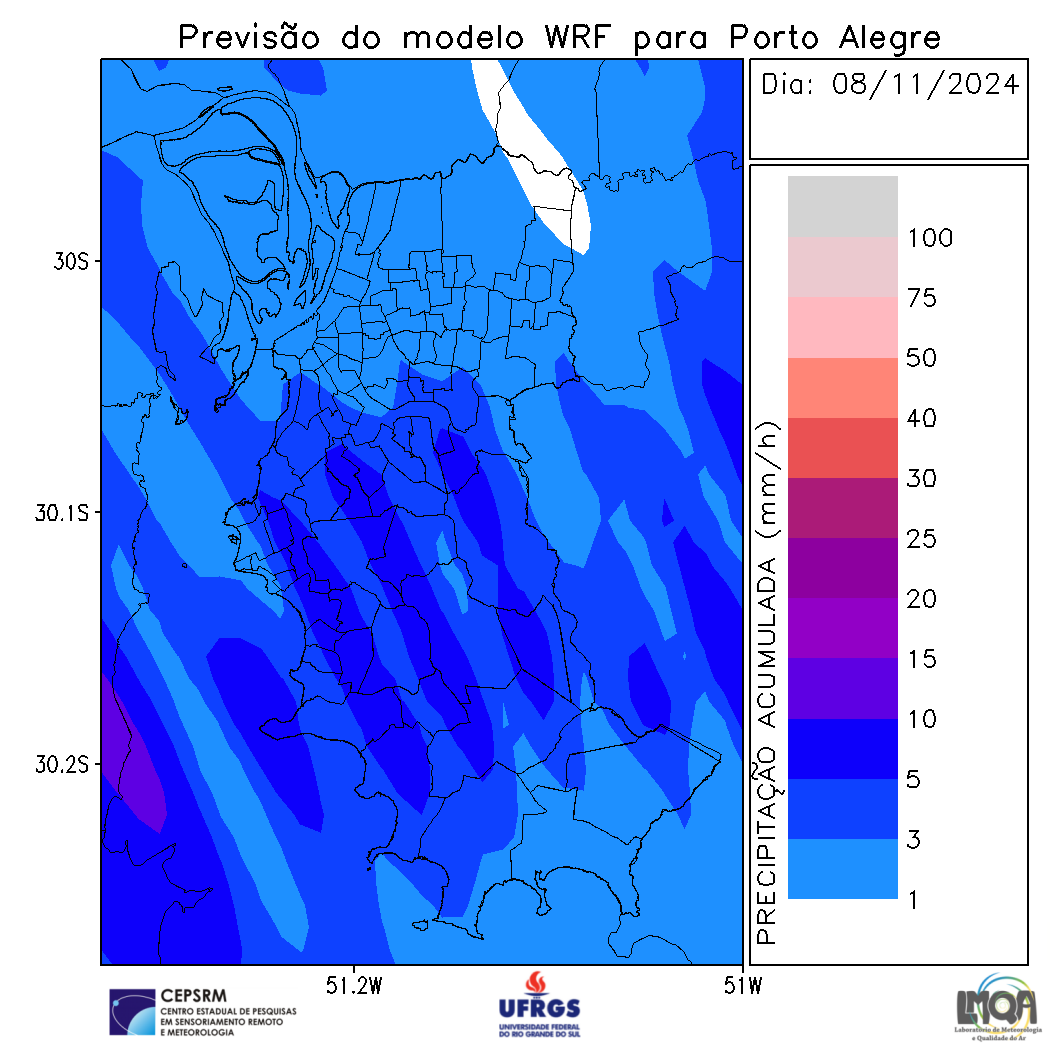 Previsão do modelo WRF para Porto Alegre
Dia: 08/11/2024
30S
30.1S
30.2S
51.2W
51W
PRECIPITAÇÃO ACUMULADA (mm/h)
100
75
50
40
30
25
20
15
10
5
3
1
CEPSRM
CENTRO ESTADUAL DE PESQUISAS
EM SENSORIAMENTO REMOTO
E METEOROLOGIA
UFRGS
UNIVERSIDADE FEDERAL
DO RIO GRANDE DO SUL
LMQA
Laboratório de Meteorologia
e Qualidade do Ar